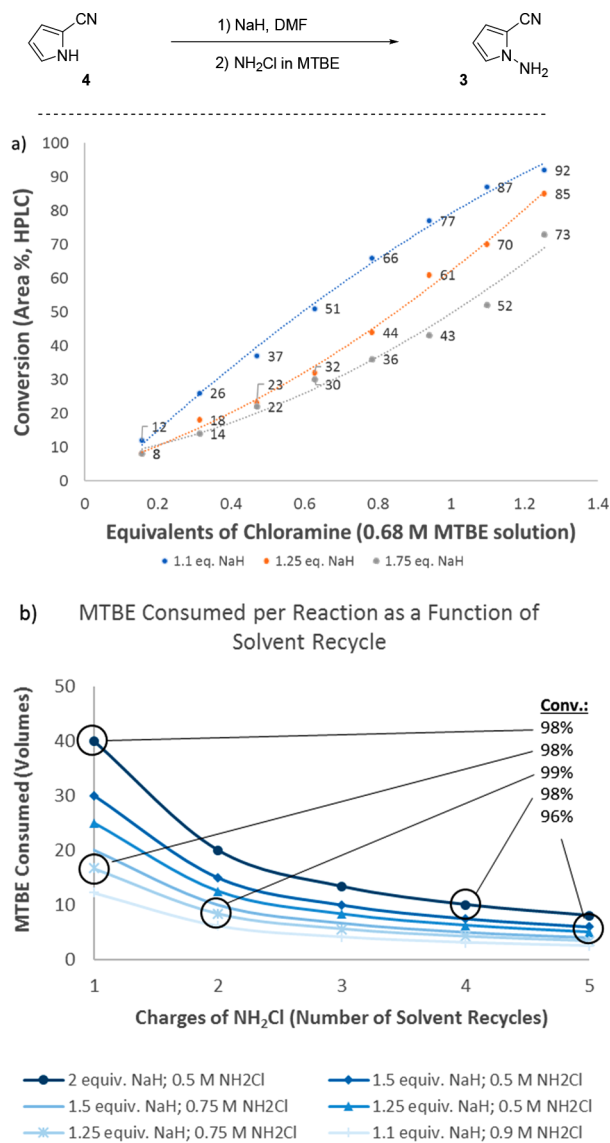 CN
NH
4
1) NaH, DMF
2) NH2Cl in MTBE
CN
N
NH2
3
a)
Conversion (Area %, HPLC)
100
90
80
70
60
50
40
30
20
10
0
12
26
37
51
66
77
87
92
18
23
32
44
61
70
85
8
14
22
30
36
43
52
73
0
0.2
0.4
0.6
0.8
1
1.2
1.4
Equivalents of Chloramine (0.68 M MTBE solution)
1.1 eq. NaH
1.25 eq. NaH
1.75 eq. NaH
b)
MTBE Consumed per Reaction as a Function of
Solvent Recycle
MTBE Consumed (Volumes)
50
40
30
20
10
0
Conv.:
98%
98%
99%
98%
96%
1
2
3
4
5
Charges of NH2Cl (Number of Solvent Recycles)
2 equiv. NaH; 0.5 M NH2Cl
1.5 equiv. NaH; 0.5 M NH2Cl
1.5 equiv. NaH; 0.75 M NH2Cl
1.25 equiv. NaH; 0.5 M NH2Cl
1.25 equiv. NaH; 0.75 M NH2Cl
1.1 equiv. NaH; 0.9 M NH2Cl